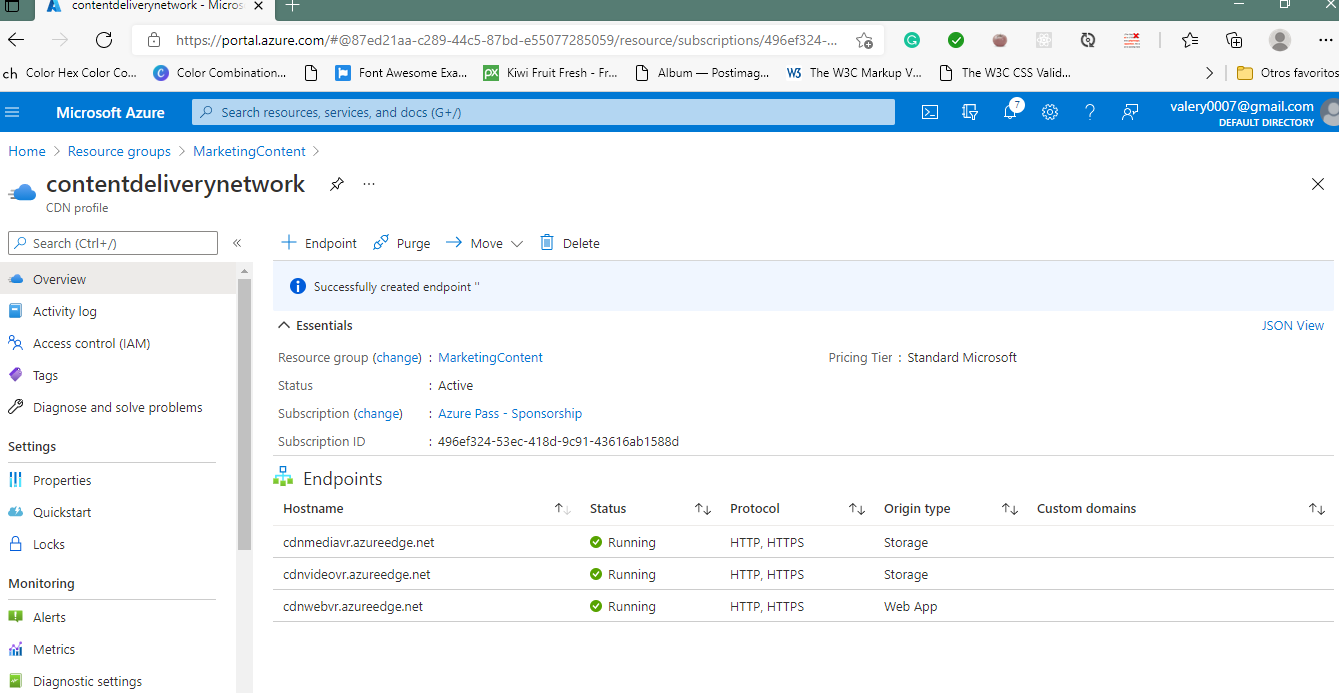 contentdeliverynetwork - Micros
https://portal.azure.com/#@87ed21aa-c289-44c5-87bd-e55077285059/resource/subscriptions/496ef324-...
ch Color Hex Color Co... Color Combination... Font Awesome Exa... Kiwi Fruit Fresh - Fr... Album — Postimag... The W3C Markup V... The W3C CSS Valid... Otros favoritos
Microsoft Azure Search resources, services, and docs (G+/) 7 valery0007@gmail.com
DEFAULT DIRECTORY
Home > Resource groups > MarketingContent >
contentdeliverynetwork ...
CDN profile
Search (Ctrl+/) «
Endpoint Purge Move Delete
Overview
Activity log
Access control (IAM)
Tags
Diagnose and solve problems
Settings
Properties
Quickstart
Locks
Monitoring
Alerts
Metrics
Diagnostic settings
Successfully created endpoint ''
Essentials JSON View
Resource group (change) : MarketingContent Pricing Tier : Standard Microsoft
Status : Active
Subscription (change) : Azure Pass - Sponsorship
Subscription ID : 496ef324-53ec-418d-9c91-43616ab1588d
Endpoints
Hostname Status Protocol Origin type Custom domains
cdnmediavr.azureedge.net Running HTTP, HTTPS Storage
cdnvideovr.azureedge.net Running HTTP, HTTPS Storage
cdnwebvr.azureedge.net Running HTTP, HTTPS Web App